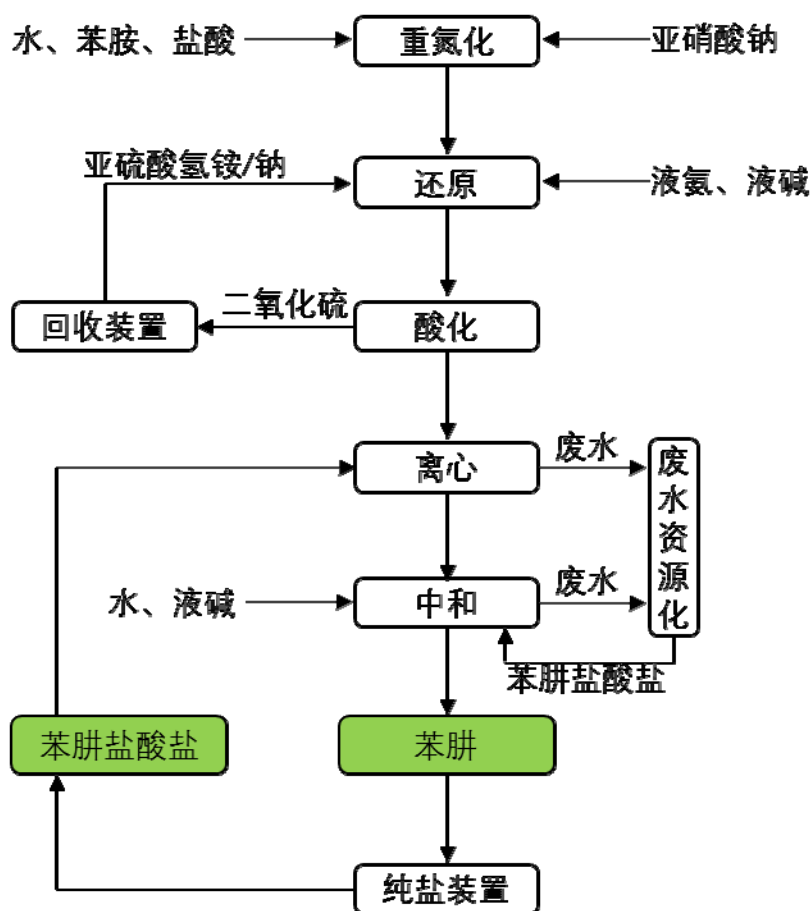 水、苯胺、盐酸
重氮化
亚硝酸钠
亚硫酸氢铵/钠
还原
液氨、液碱
回收装置
二氧化硫
酸化
离心
废水
废水资源化
水、液碱
中和
废水
苯肼盐酸盐
苯肼盐酸盐
苯肼
纯盐装置